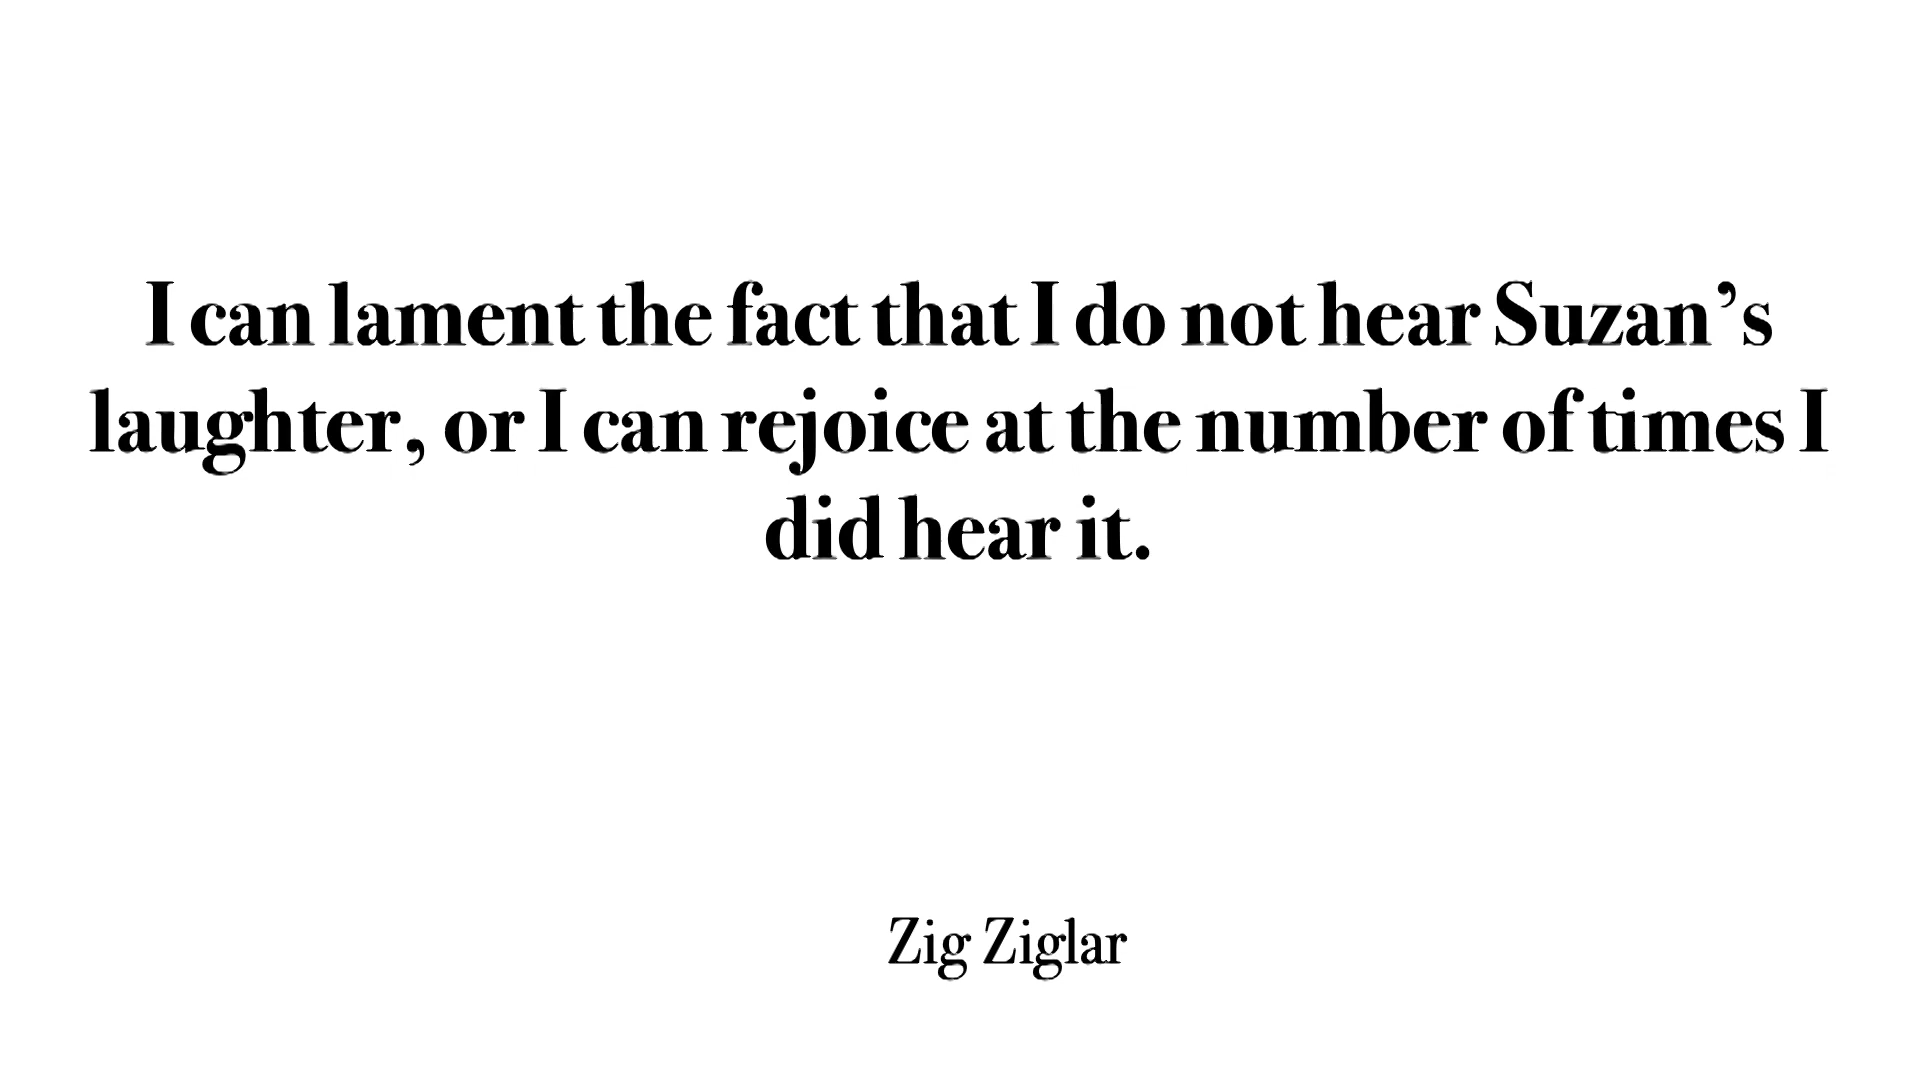 I can lament the fact that I do not hear Suzan’s
laughter, or I can rejoice at the number of times I
did hear it.
Zig Ziglar